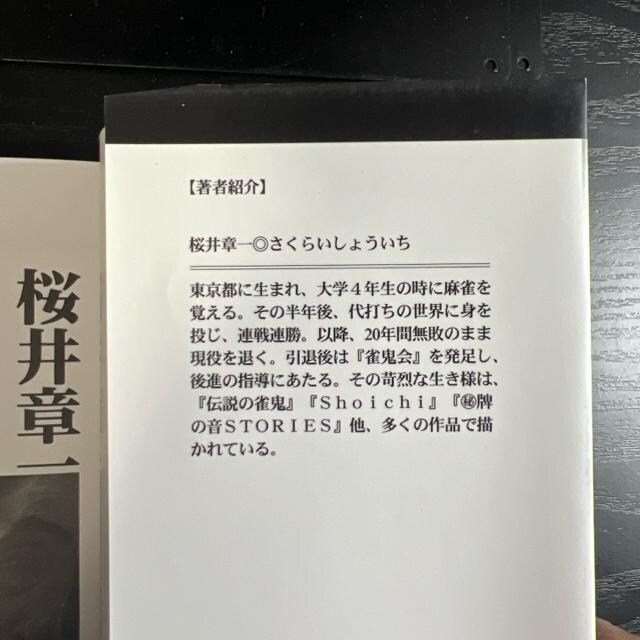 【著者紹介】
桜井章一◎さくらいしょういち
東京都に生まれ、大学４年生の時に麻雀を
覚える。その半年後、代打ちの世界に身を
投じ、連戦連勝。以降、20年間無敗のまま
現役を退く。引退後は『雀鬼会』を発足し、
後進の指導にあたる。その苛烈な生き様は、
『伝説の雀鬼』『Ｓｈｏｉｃｈｉ』『㊙牌
の音ＳＴＯＲＩＥＳ』他、多くの作品で描
かれている。
桜井章一